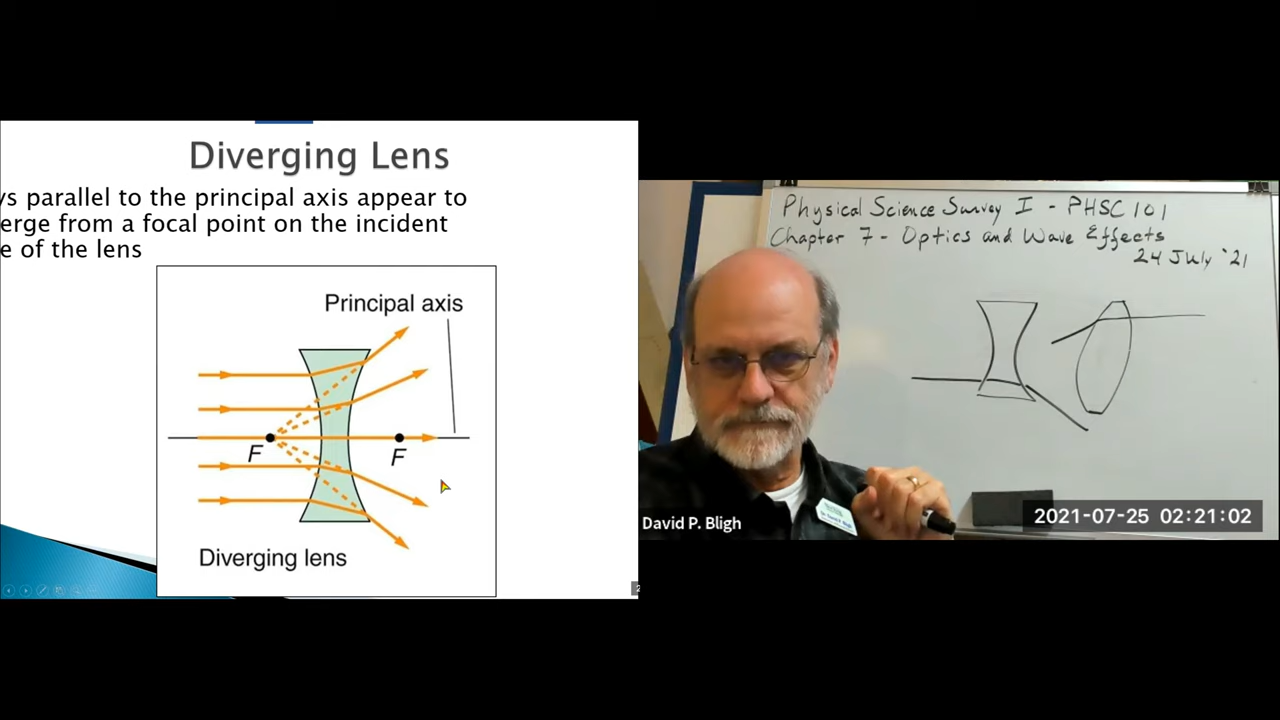 Diverging Lens
ys parallel to the principal axis appear to
erge from a focal point on the incident
e of the lens
Principal axis
F
F
Diverging lens
2
Physical Science Survey I - PHSC 101
Chapter 7 - Optics and Wave Effects
24 July '21
David P. Bligh
2021-07-25 02:21:02